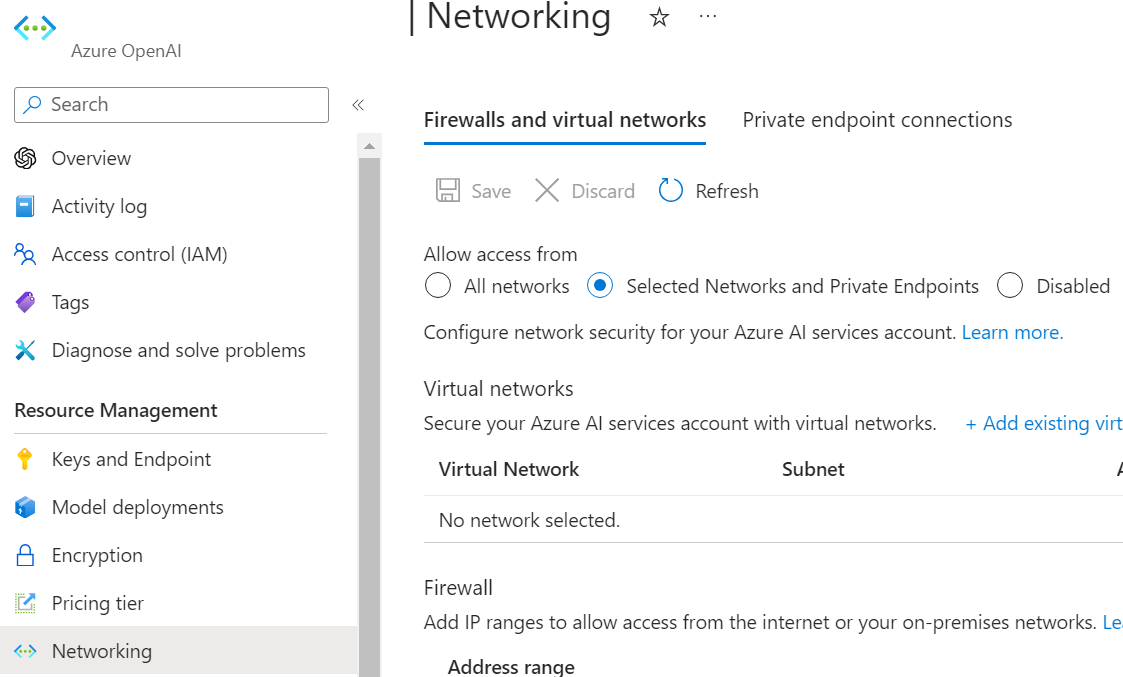 | Networking
Azure OpenAI
Search
Overview
Activity log
Access control (IAM)
Tags
Diagnose and solve problems
Resource Management
Keys and Endpoint
Model deployments
Encryption
Pricing tier
Networking
Firewalls and virtual networks Private endpoint connections
Save Discard Refresh
Allow access from
All networks Selected Networks and Private Endpoints Disabled
Configure network security for your Azure AI services account. Learn more.
Virtual networks
Secure your Azure AI services account with virtual networks. + Add existing virt
Virtual Network Subnet
No network selected.
Firewall
Add IP ranges to allow access from the internet or your on-premises networks. Le
Address range